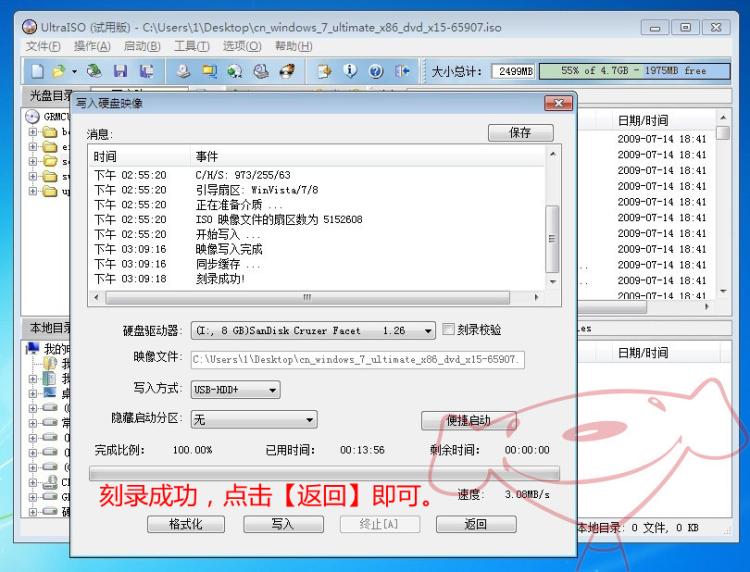 UltraISO (试用版) - C:\Users\1\Desktop\cn_windows_7_ultimate_x86_dvd_x15-65907.iso
文件(F) 操作(A) 启动(B) 工具(T) 选项(O) 帮助(H)
大小总计: 2499MB 55% of 4.7GB - 1975MB free
光盘目录
写入硬盘映像
消息:
保存
时间 事件
下午 02:55:20 C/H/S: 973/255/63
下午 02:55:20 引导扇区: WinVista/7/8
下午 02:55:20 正在准备介质 ...
下午 02:55:20 ISO 映像文件的扇区数为 5152608
下午 02:55:20 开始写入 ...
下午 03:09:16 映像写入完成
下午 03:09:16 同步缓存 ...
下午 03:09:18 刻录成功!
日期/时间
2009-07-14 18:41
2009-07-14 18:41
2009-07-14 18:41
2009-07-14 18:41
2009-07-14 18:41
2009-07-14 18:41
2009-07-14 18:41
2009-07-14 18:41
2009-07-14 18:41
2009-07-14 18:41
2009-07-14 18:41
硬盘驱动器: (I:, 8 GB)SanDisk Cruzer Facet 1.26 刻录校验
映像文件: C:\Users\1\Desktop\cn_windows_7_ultimate_x86_dvd_x15-65907.
写入方式: USB-HDD+
隐藏启动分区: 无 便捷启动
完成比例: 100.00% 已用时间: 00:13:56 剩余时间: 00:00:00
刻录成功，点击【返回】即可。
速度: 3.08MB/s
格式化 写入 终止[A] 返回
本地目录
日期/时间
本地目录: 0 文件, 0 KB